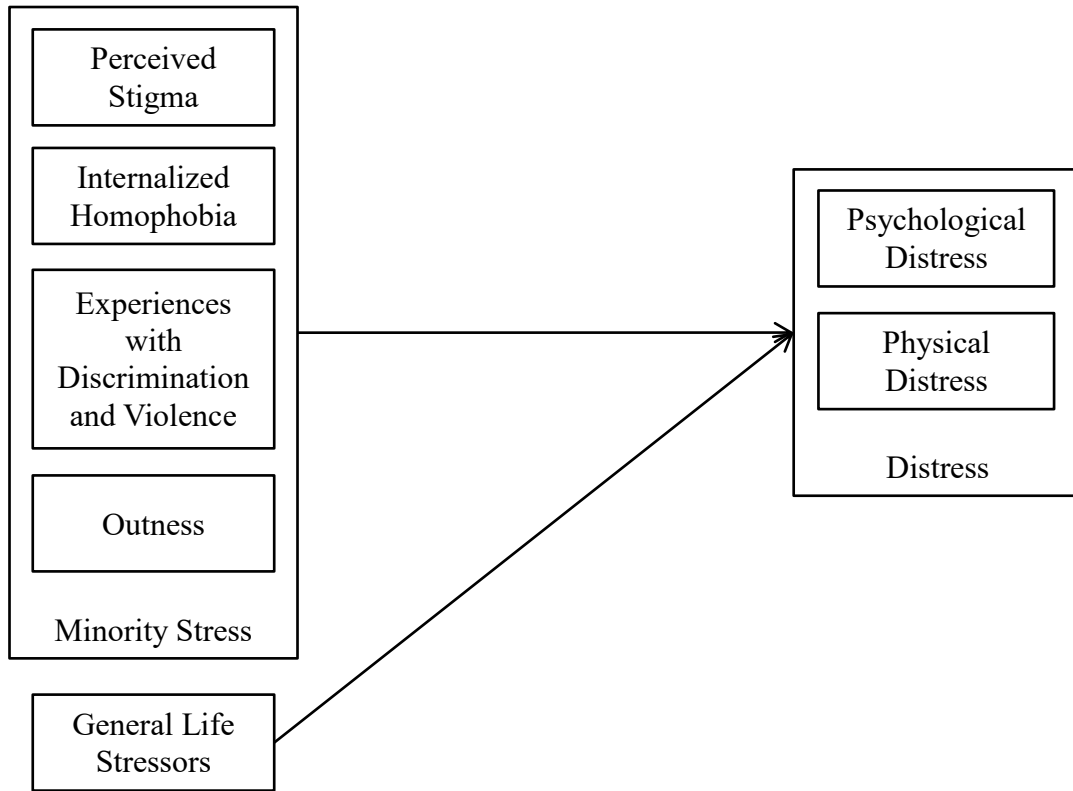 Perceived
Stigma
Internalized
Homophobia
Experiences
with
Discrimination
and Violence
Outness
Minority Stress
General Life
Stressors
Psychological
Distress
Physical
Distress
Distress